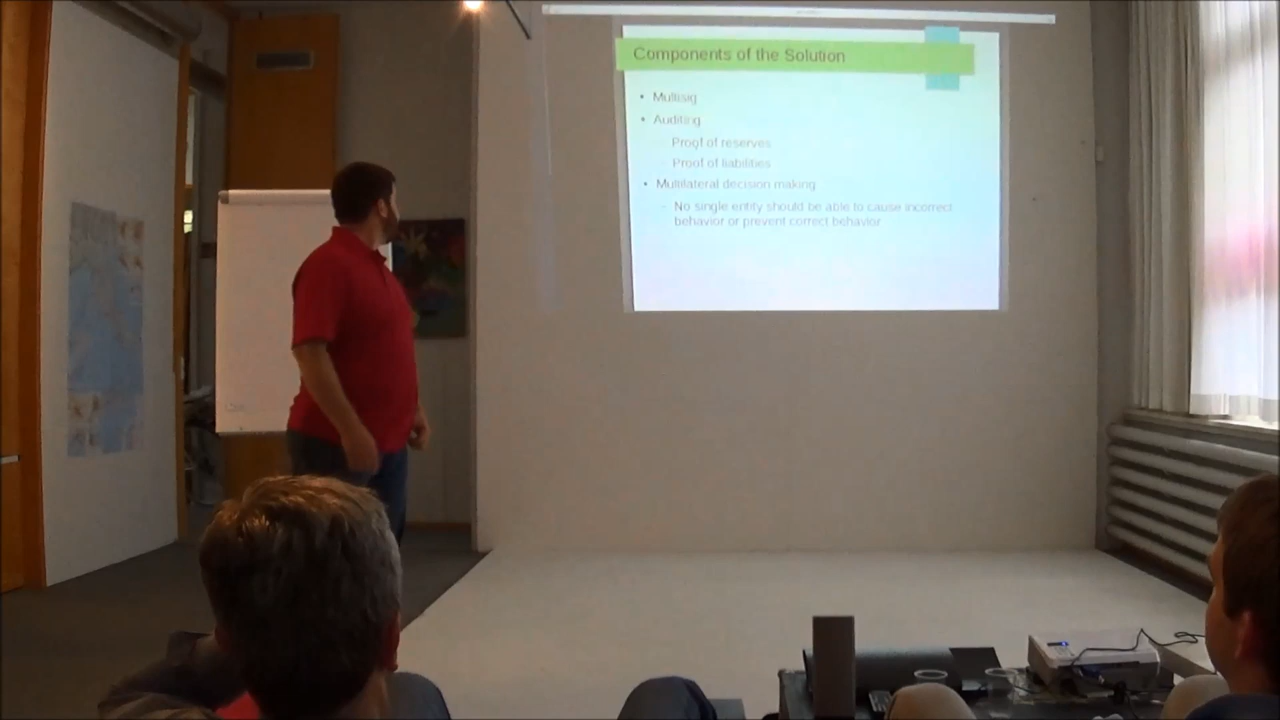 Components of the Solution
• Multisig
• Auditing
– Proof of reserves
– Proof of liabilities
• Multilateral decision making
– No single entity should be able to cause incorrect
behavior or prevent correct behavior